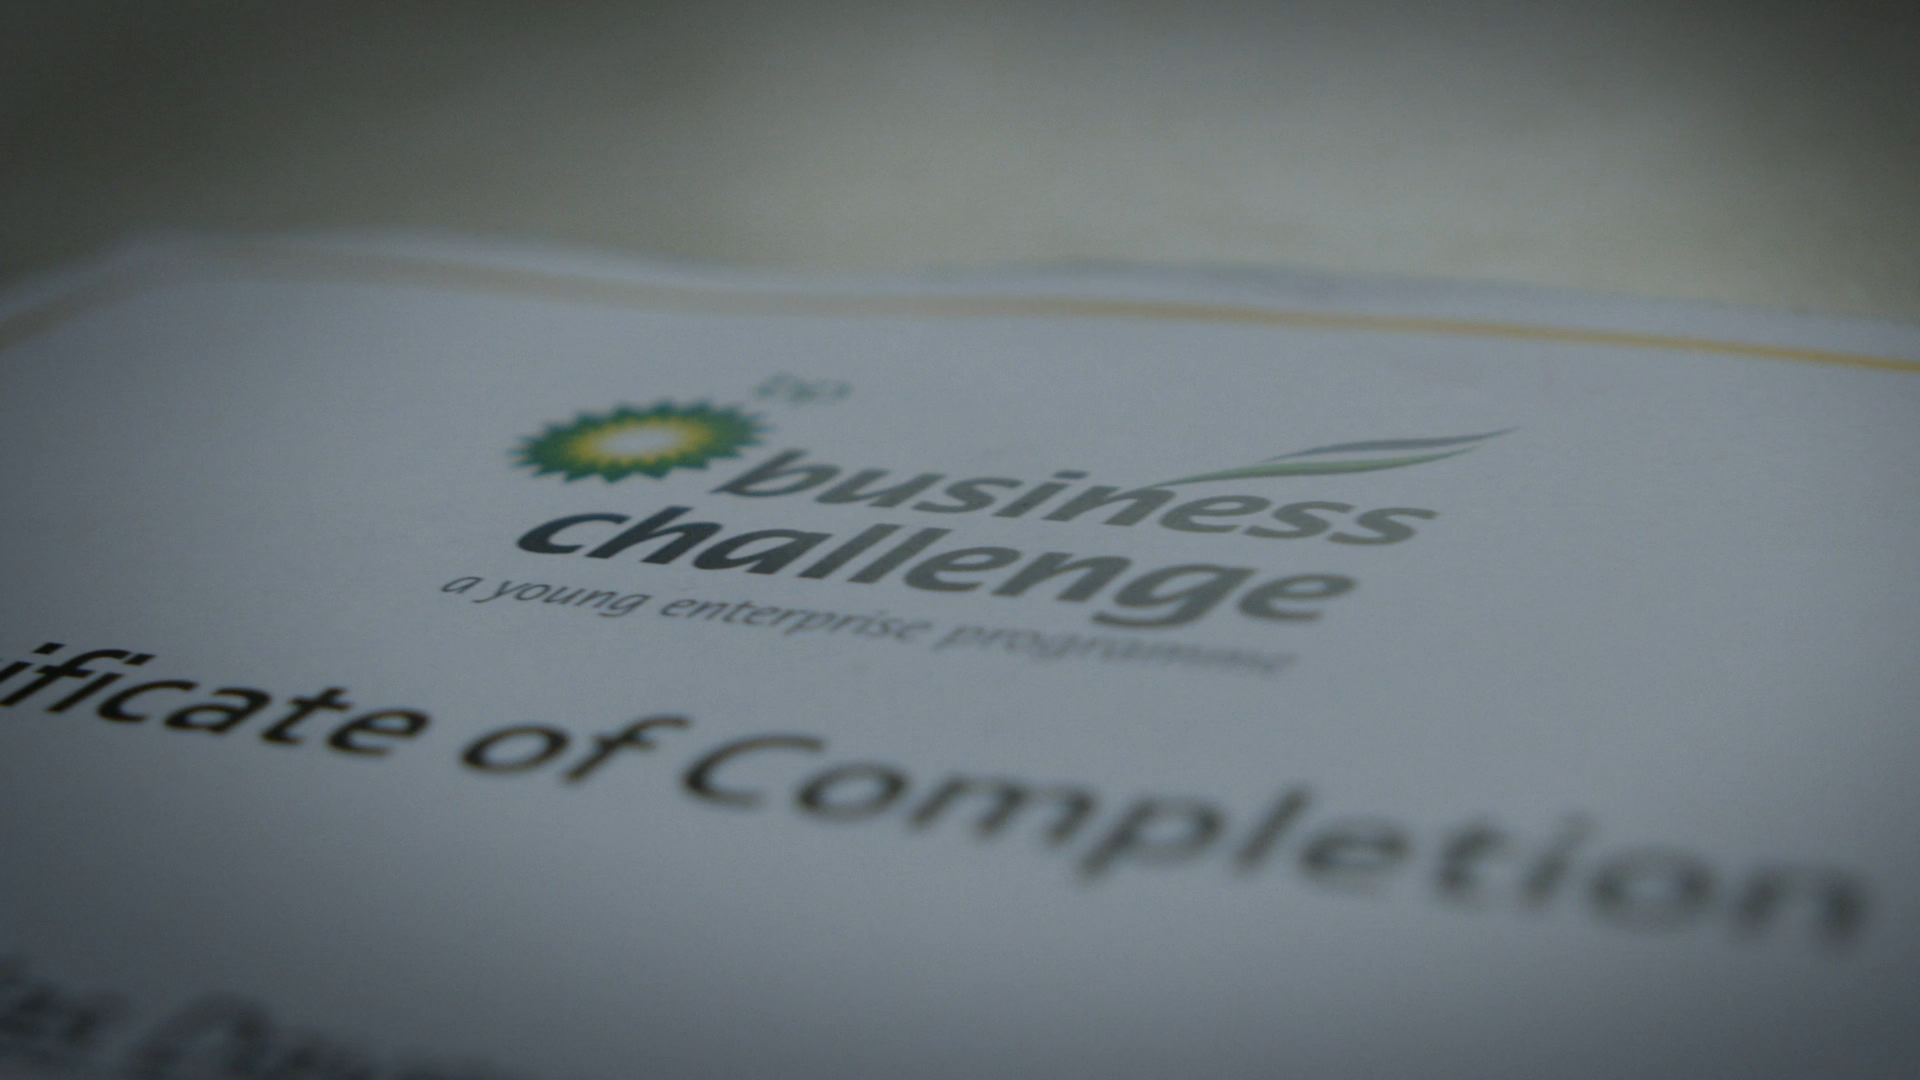 bp
business
challenge
a young enterprise programme
ificate of Completion